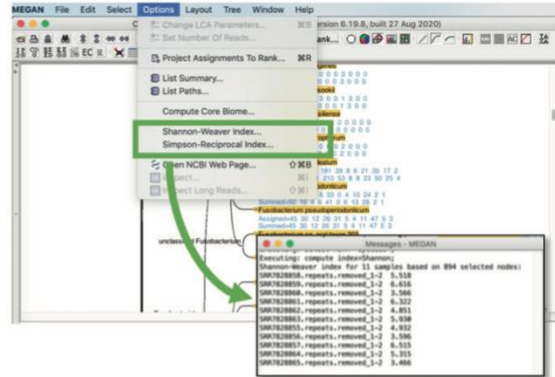 MEGAN File Edit Select Options Layout Tree Window Help
Change LCA Parameters... ⌘B
Set Number Of Reads...
Project Assignments To Rank... ⌘R
List Summary...
List Paths...
Compute Core Biome...
Shannon-Weaver Index...
Simpson-Reciprocal Index...
Open NCBI Web Page... ⇧⌘B
Inspect... ⌘I
Inspect Long Reads... ⇧⌘I
ersion 6.19.8, built 27 Aug 2020)
ank...
EC
Fusobacterium pseudoperiodonticum
Assigned=45 30 12 26 31 5 4 11 47 5 3
Summed=45 30 12 26 31 5 4 11 47 5 3
unclassified Fusobacterium
Messages - MEGAN
Executing: compute index=Shannon;
Shannon-Weaver index for 11 samples based on 894 selected nodes:
SRR7828858.repeats.removed_1-2 5.518
SRR7828859.repeats.removed_1-2 6.616
SRR7828860.repeats.removed_1-2 3.566
SRR7828861.repeats.removed_1-2 6.322
SRR7828862.repeats.removed_1-2 4.851
SRR7828863.repeats.removed_1-2 5.930
SRR7828855.repeats.removed_1-2 4.932
SRR7828856.repeats.removed_1-2 3.596
SRR7828857.repeats.removed_1-2 6.515
SRR7828864.repeats.removed_1-2 5.315
SRR7828865.repeats.removed_1-2 3.466